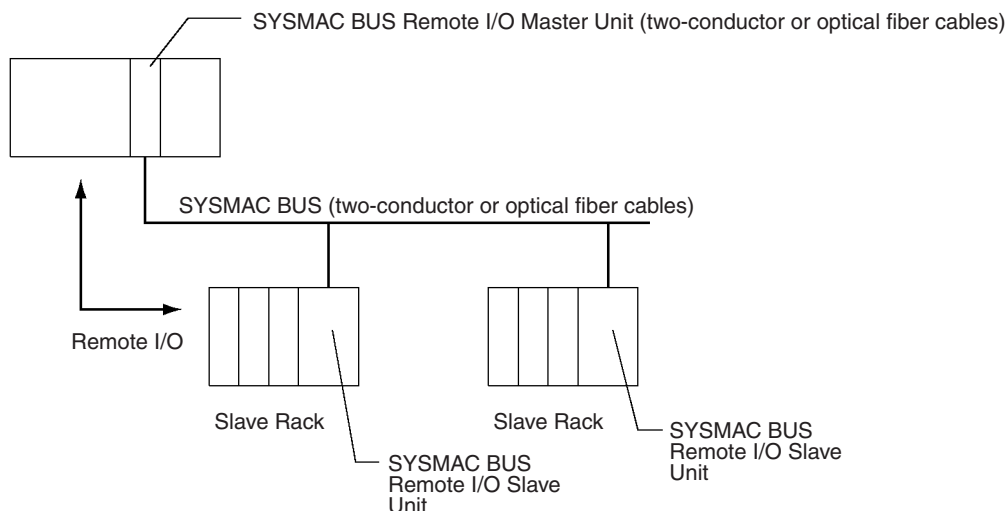 SYSMAC BUS Remote I/O Master Unit (two-conductor or optical fiber cables)
SYSMAC BUS (two-conductor or optical fiber cables)
Remote I/O
Slave Rack
Slave Rack
SYSMAC BUS
Remote I/O Slave
Unit
SYSMAC BUS
Remote I/O Slave
Unit